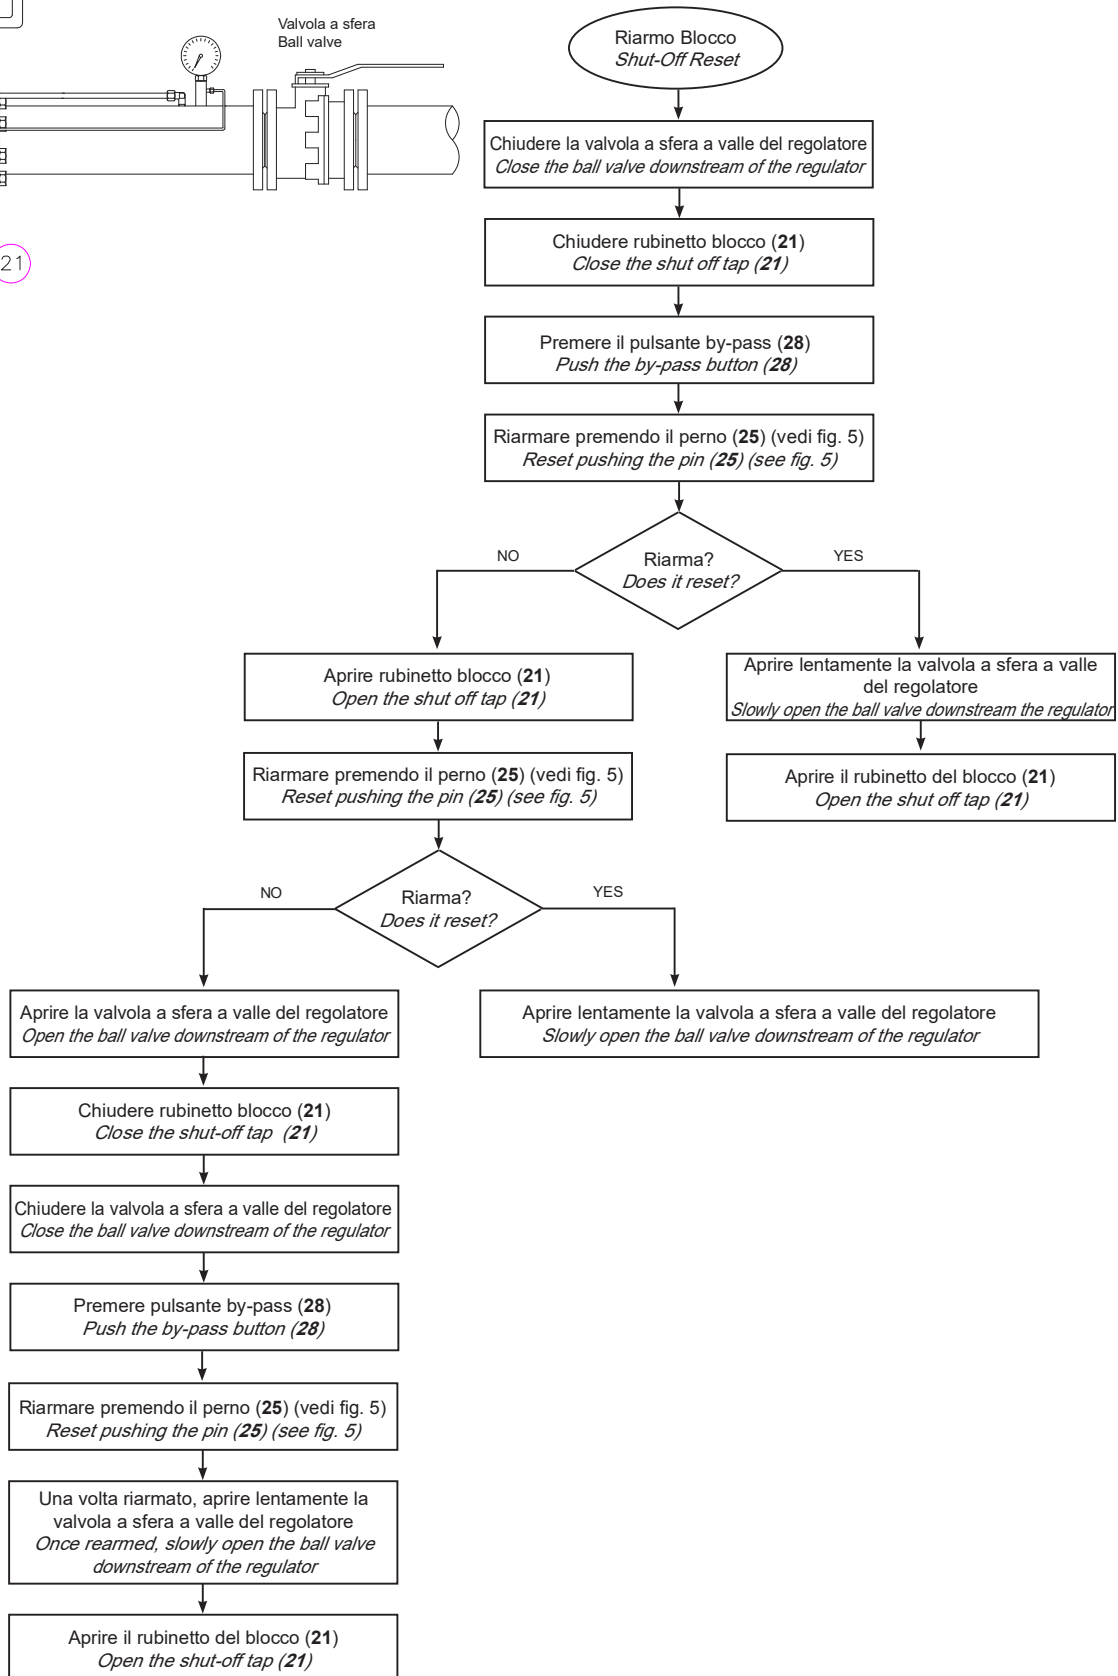 Valvola a sfera
Ball valve
21
Riarmo Blocco
Shut-Off Reset
Chiudere la valvola a sfera a valle del regolatore
Close the ball valve downstream of the regulator
Chiudere rubinetto blocco (21)
Close the shut off tap (21)
Premere il pulsante by-pass (28)
Push the by-pass button (28)
Riarmare premendo il perno (25) (vedi fig. 5)
Reset pushing the pin (25) (see fig. 5)
Riarma?
Does it reset?
NO
YES
Aprire rubinetto blocco (21)
Open the shut off tap (21)
Aprire lentamente la valvola a sfera a valle
del regolatore
Slowly open the ball valve downstream the regulator
Riarmare premendo il perno (25) (vedi fig. 5)
Reset pushing the pin (25) (see fig. 5)
Aprire il rubinetto del blocco (21)
Open the shut off tap (21)
Riarma?
Does it reset?
NO
YES
Aprire la valvola a sfera a valle del regolatore
Open the ball valve downstream of the regulator
Aprire lentamente la valvola a sfera a valle del regolatore
Slowly open the ball valve downstream of the regulator
Chiudere rubinetto blocco (21)
Close the shut-off tap (21)
Chiudere la valvola a sfera a valle del regolatore
Close the ball valve downstream of the regulator
Premere pulsante by-pass (28)
Push the by-pass button (28)
Riarmare premendo il perno (25) (vedi fig. 5)
Reset pushing the pin (25) (see fig. 5)
Una volta riarmato, aprire lentamente la
valvola a sfera a valle del regolatore
Once rearmed, slowly open the ball valve
downstream of the regulator
Aprire il rubinetto del blocco (21)
Open the shut-off tap (21)